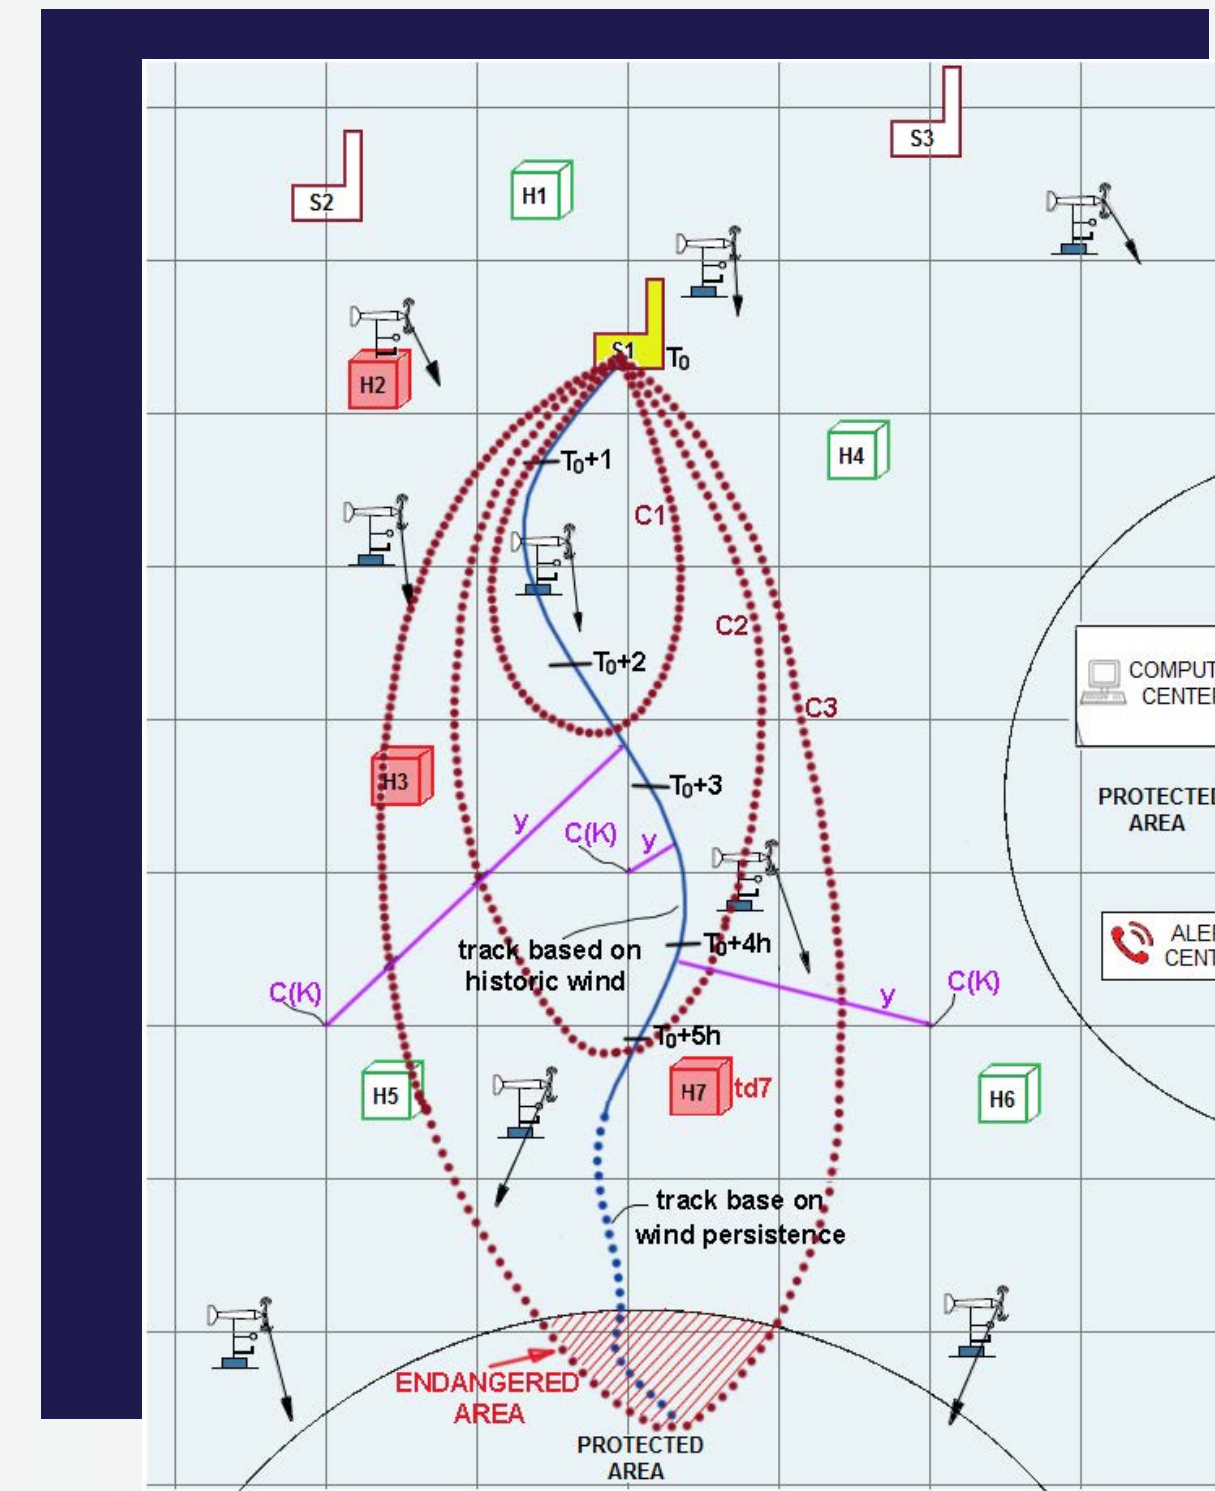 S3
S2
H1
S1
T0
H2
T0+1
H4
C1
C2
T0+2
COMPUT
CENTE
C3
H3
T0+3
PROTECTE
AREA
y
C(K)
y
ALE
CENT
track based on
historic wind
T0+4h
C(K)
y
C(K)
T0+5h
H5
H7
td7
H6
track base on
wind persistence
ENDANGERED
AREA
PROTECTED
AREA